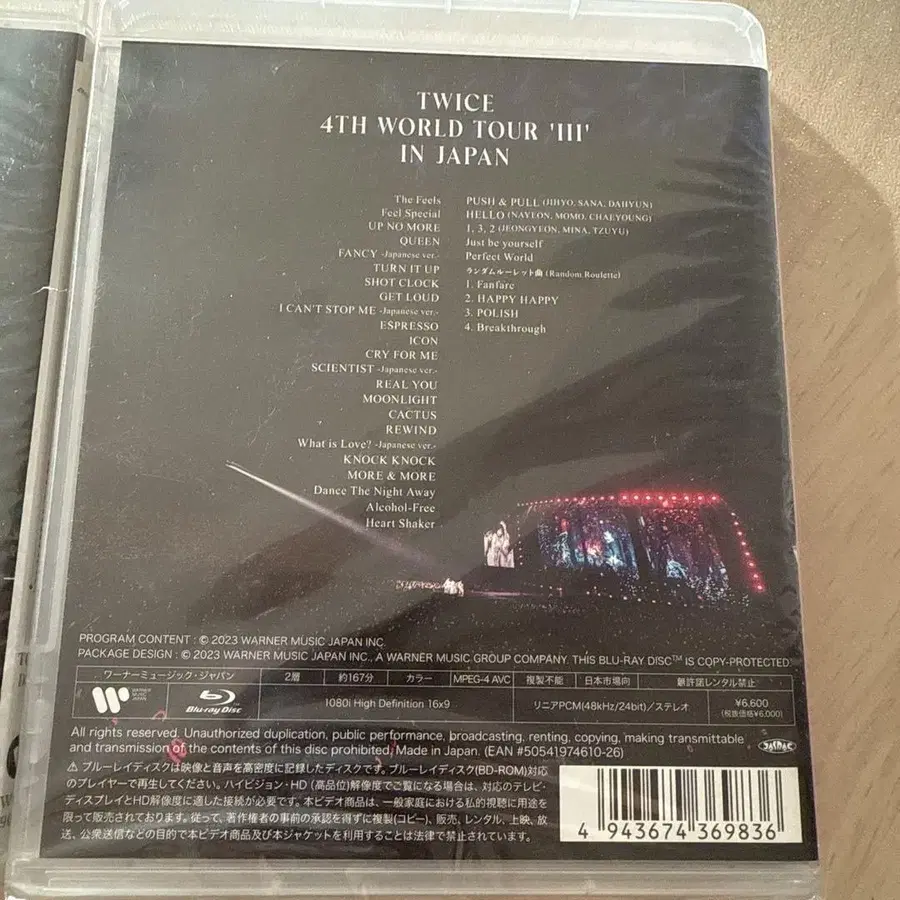 TWICE
4TH WORLD TOUR 'III'
IN JAPAN
The Feels
Feel Special
UP NO MORE
QUEEN
FANCY -Japanese ver.-
TURN IT UP
SHOT CLOCK
GET LOUD
I CAN'T STOP ME -Japanese ver.-
ESPRESSO
ICON
CRY FOR ME
SCIENTIST -Japanese ver.-
REAL YOU
MOONLIGHT
CACTUS
REWIND
What is Love? -Japanese ver.-
KNOCK KNOCK
MORE & MORE
Dance The Night Away
Alcohol-Free
Heart Shaker
PUSH & PULL (JIHYO, SANA, DAHYUN)
HELLO (NAYEON, MOMO, CHAEYOUNG)
1, 3, 2 (JEONGYEON, MINA, TZUYU)
Just be yourself
Perfect World
ランダムルーレット曲 (Random Roulette)
1. Fanfare
2. HAPPY HAPPY
3. POLISH
4. Breakthrough
PROGRAM CONTENT : © 2023 WARNER MUSIC JAPAN INC.
PACKAGE DESIGN : © 2023 WARNER MUSIC JAPAN INC., A WARNER MUSIC GROUP COMPANY. THIS BLU-RAY DISC™ IS COPY-PROTECTED.
ワーナーミュージック・ジャパン 2層 約167分 カラー MPEG-4 AVC 複製不能 日本市場向 無許諾レンタル禁止
WARNER MUSIC JAPAN Blu-ray Disc 1080i High Definition 16x9 リニアPCM(48kHz/24bit)／ステレオ ¥6,600
(税抜価格¥6,000)
All rights reserved. Unauthorized duplication, public performance, broadcasting, renting, copying, making transmittable
and transmission of the contents of this disc prohibited. Made in Japan. (EAN #50541974610-26)
JASRAC
⚠ブルーレイディスクは映像と音声を高密度に記録したディスクです。ブルーレイディスク(BD-ROM)対応
のプレイヤーで再生してください。ハイビジョン・HD (高品位)解像度でご覧になる場合は、対応のテレビ・
ディスプレイとHD解像度に適した接続が必要です。本ビデオ商品は、一般家庭における私的視聴に用途を
限って販売されております。従って、著作権者の事前の承認を得ずに複製(コピー)、販売、レンタル、上映、放
送、公衆送信などの目的で本ビデオ商品及び本ジャケットを利用することは法律で禁止されています。
4 943674 369836